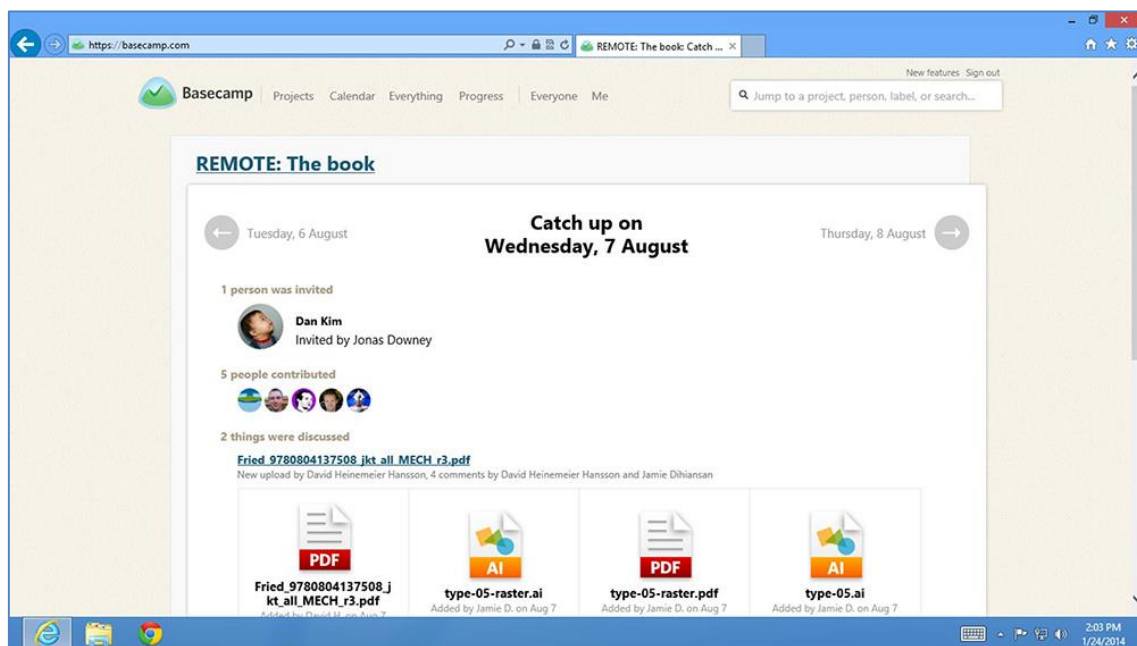 https://basecamp.com
REMOTE: The book: Catch ...
New features Sign out
Basecamp Projects Calendar Everything Progress Everyone Me
Jump to a project, person, label, or search...
REMOTE: The book
Tuesday, 6 August
Catch up on
Wednesday, 7 August
Thursday, 8 August
1 person was invited
Dan Kim
Invited by Jonas Downey
5 people contributed
2 things were discussed
Fried_9780804137508_jkt_all_MECH_r3.pdf
New upload by David Heinemeier Hansson, 4 comments by David Heinemeier Hansson and Jamie Dihiansan
PDF
AI
PDF
AI
Fried_9780804137508_j
kt_all_MECH_r3.pdf
Added by David H. on Aug 7
type-05-raster.ai
Added by Jamie D. on Aug 7
type-05-raster.pdf
Added by Jamie D. on Aug 7
type-05.ai
Added by Jamie D. on Aug 7
2:03 PM
1/24/2014